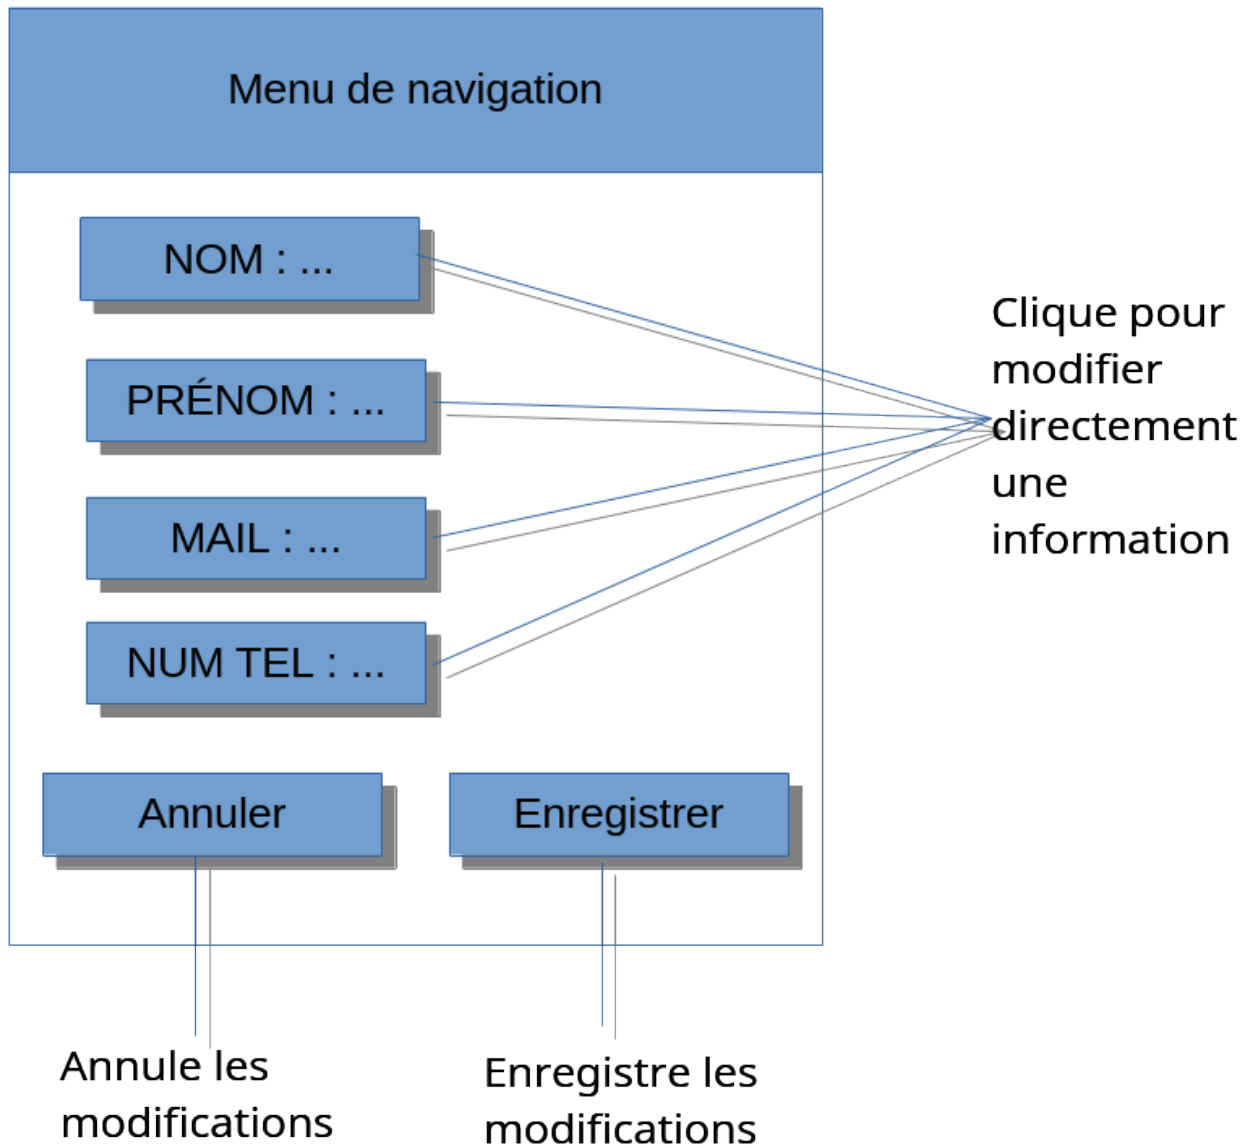 Menu de navigation
NOM : ...
PRÉNOM : ...
MAIL : ...
NUM TEL : ...
Clique pour
modifier
directement
une
information
Annuler
Enregistrer
Annule les
modifications
Enregistre les
modifications